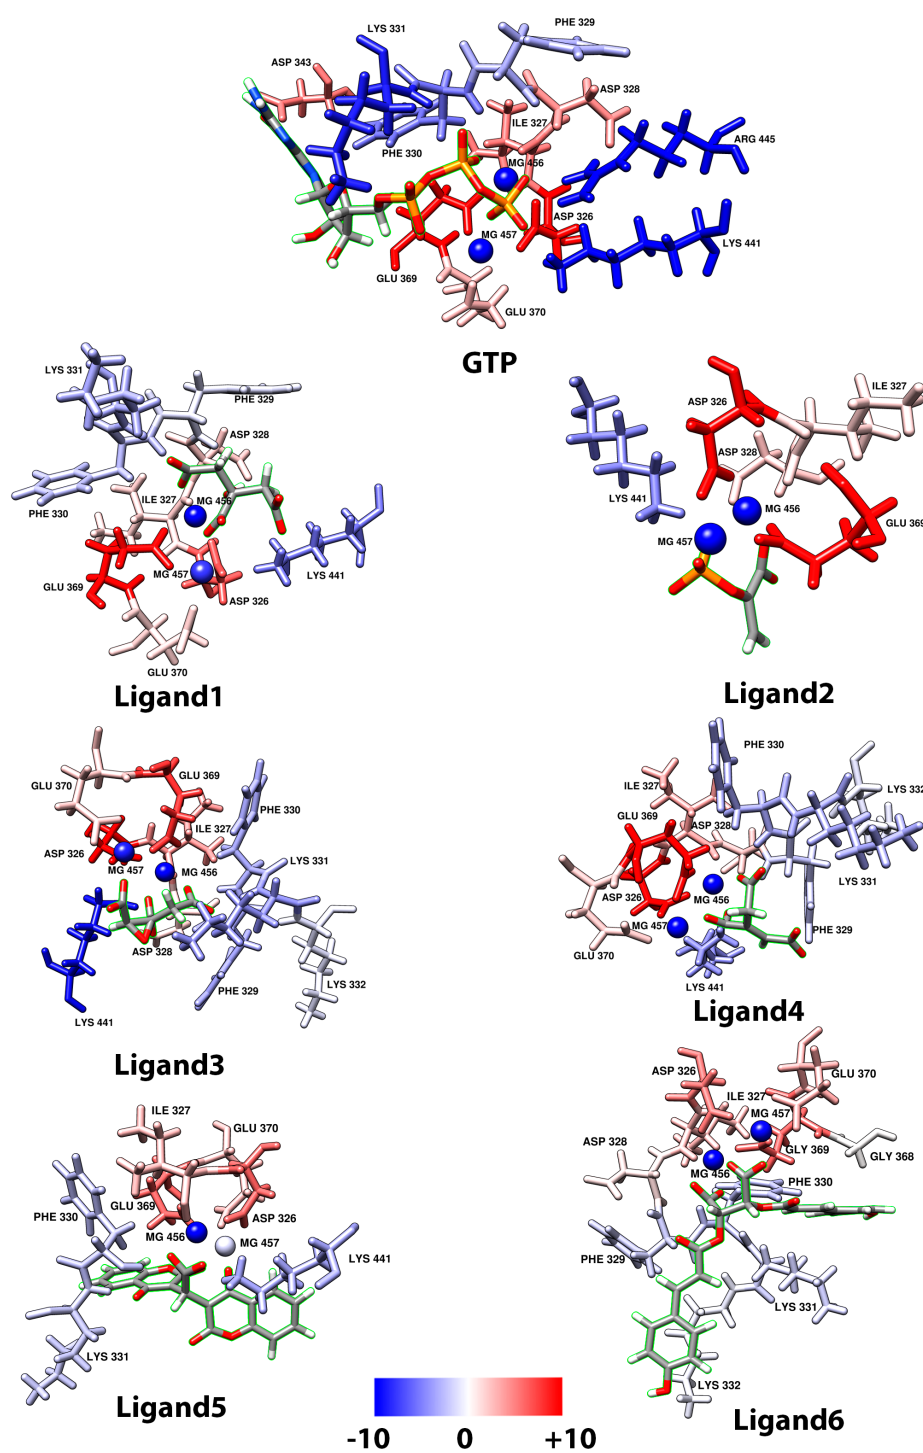 PHE 329
LYS 331
ASP 343
ASP 328
ILE 327
ARG 445
PHE 330
MG 456
ASP 326
MG 457
LYS 441
GLU 369
GLU 370
GTP
LYS 331
PHE 329
ASP 328
ILE 327
MG 456
PHE 330
MG 457
LYS 441
GLU 369
ASP 326
GLU 370
Ligand1
ILE 327
ASP 326
ASP 328
LYS 441
MG 456
GLU 369
MG 457
Ligand2
GLU 369
GLU 370
PHE 330
ILE 327
ASP 326
LYS 331
MG 457
MG 456
ASP 328
LYS 332
PHE 329
LYS 441
Ligand3
PHE 330
ILE 327
LYS 332
GLU 369
ASP 328
LYS 331
ASP 326
MG 456
MG 457
PHE 329
GLU 370
LYS 441
Ligand4
ILE 327
GLU 370
GLU 369
PHE 330
ASP 326
MG 456
MG 457
LYS 441
LYS 331
Ligand5
ASP 326
GLU 370
ILE 327
MG 457
ASP 328
GLY 369
GLY 368
MG 456
PHE 330
PHE 329
LYS 331
LYS 332
Ligand6
-10 0 +10